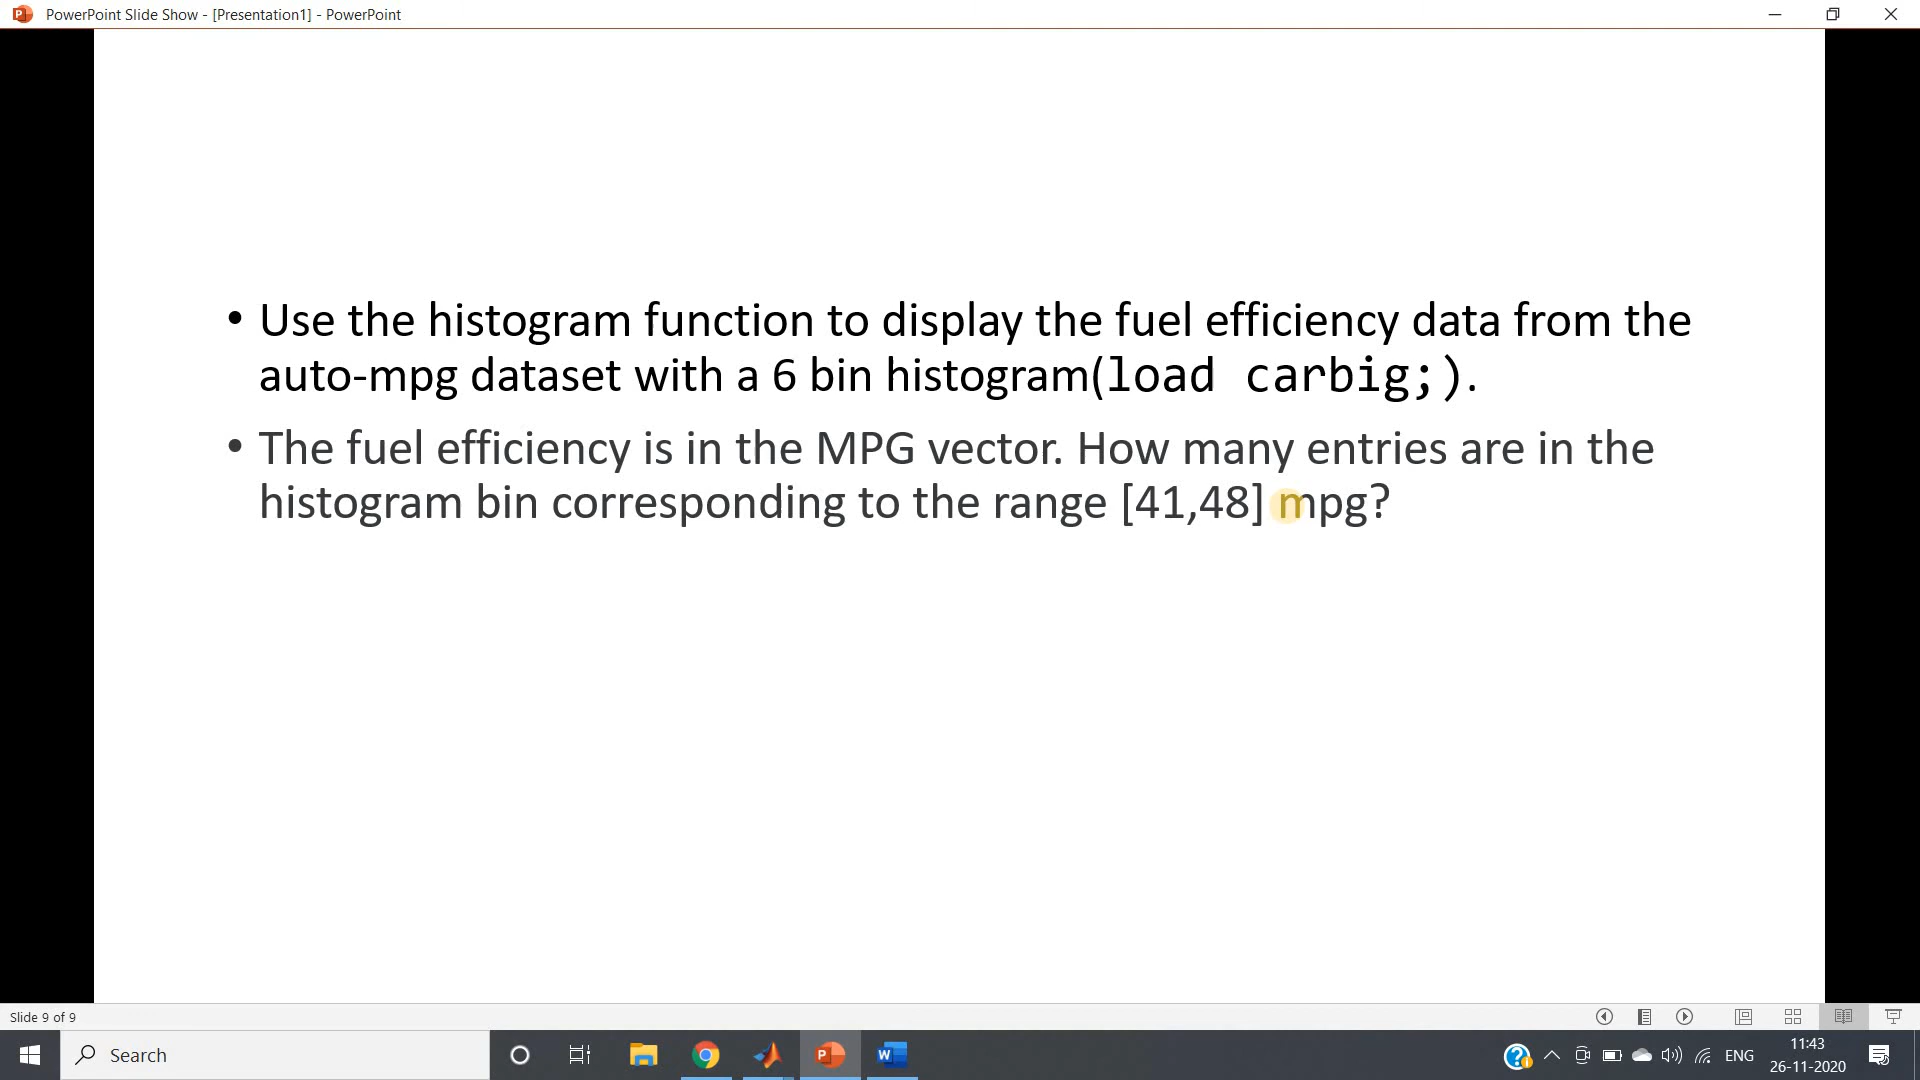 PowerPoint Slide Show - [Presentation1] - PowerPoint
• Use the histogram function to display the fuel efficiency data from the
auto-mpg dataset with a 6 bin histogram(load carbig;).
• The fuel efficiency is in the MPG vector. How many entries are in the
histogram bin corresponding to the range [41,48] mpg?
Slide 9 of 9
Search
ENG
11:43
26-11-2020